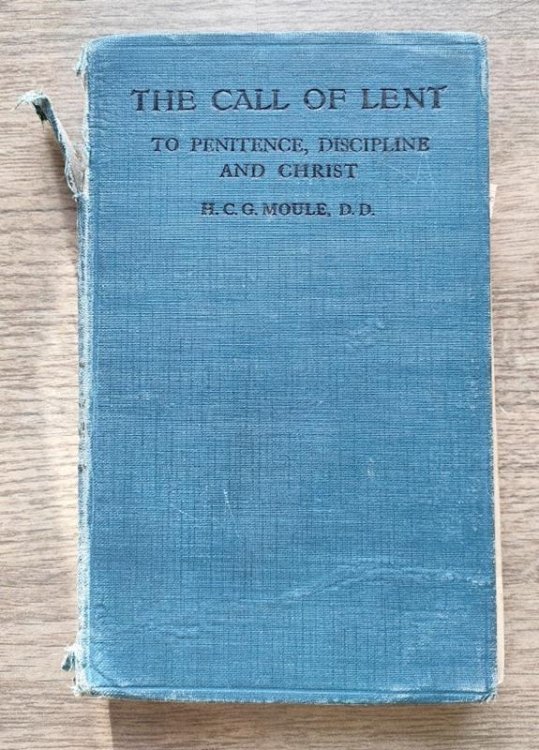 THE CALL OF LENT
TO PENITENCE, DISCIPLINE
AND CHRIST
H. C. G. MOULE, D. D.